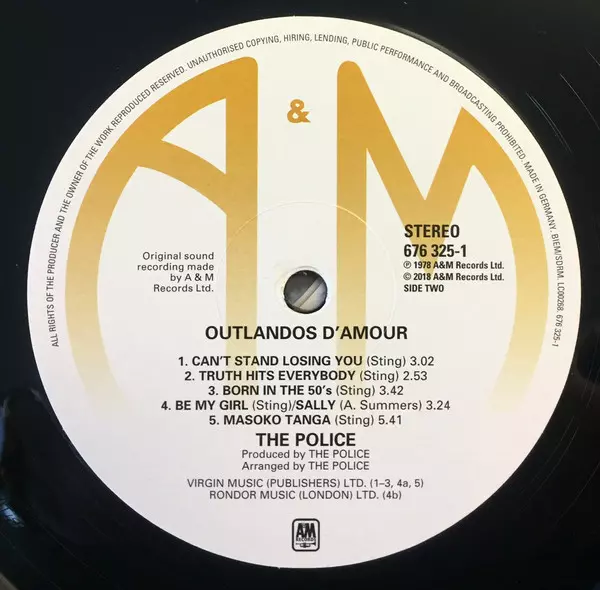 ALL RIGHTS OF THE PRODUCER AND THE OWNER OF THE WORK REPRODUCED RESERVED. UNAUTHORISED COPYING, HIRING, LENDING, PUBLIC PERFORMANCE AND BROADCASTING PROHIBITED. MADE IN GERMANY. BIEM/SDRM. LC00268. 676 325-1
A & M
Original sound
recording made
by A & M
Records Ltd.
STEREO
676 325-1
℗ 1978 A&M Records Ltd.
© 2018 A&M Records Ltd.
SIDE TWO
OUTLANDOS D'AMOUR
1. CAN'T STAND LOSING YOU (Sting) 3.02
2. TRUTH HITS EVERYBODY (Sting) 2.53
3. BORN IN THE 50's (Sting) 3.42
4. BE MY GIRL (Sting)/SALLY (A. Summers) 3.24
5. MASOKO TANGA (Sting) 5.41
THE POLICE
Produced by THE POLICE
Arranged by THE POLICE
VIRGIN MUSIC (PUBLISHERS) LTD. (1–3, 4a, 5)
RONDOR MUSIC (LONDON) LTD. (4b)
A&M
RECORDS